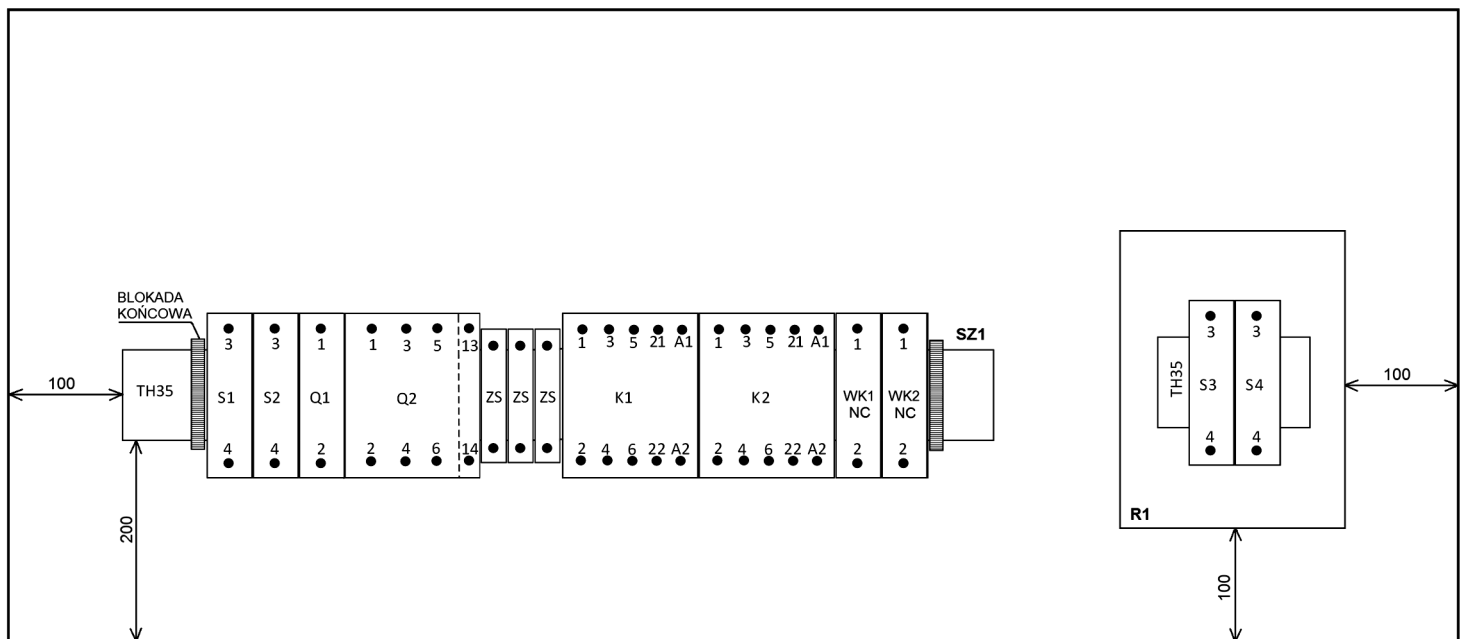 BLOKADA
KOŃCOWA
SZ1
3 3 1 1 3 5 13 1 3 5 21 A1 1 3 5 21 A1 1 1
100
TH35 S1 S2 Q1 Q2 ZS ZS ZS K1 K2 WK1 WK2
NC NC
4 4 2 2 4 6 14 2 4 6 22 A2 2 4 6 22 A2 2 2
200
3 3
TH35 S3 S4
100
4 4
R1
100